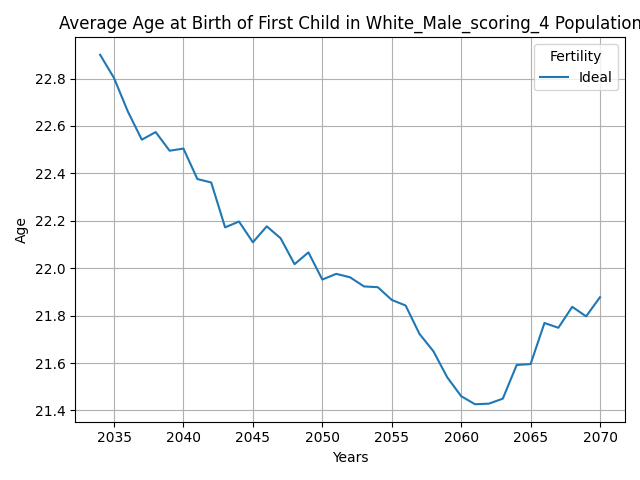 Average Age at Birth of First Child in White_Male_scoring_4 Population
Fertility
Ideal
22.8
22.6
22.4
22.2
22.0
21.8
21.6
21.4
Age
2035 2040 2045 2050 2055 2060 2065 2070
Years